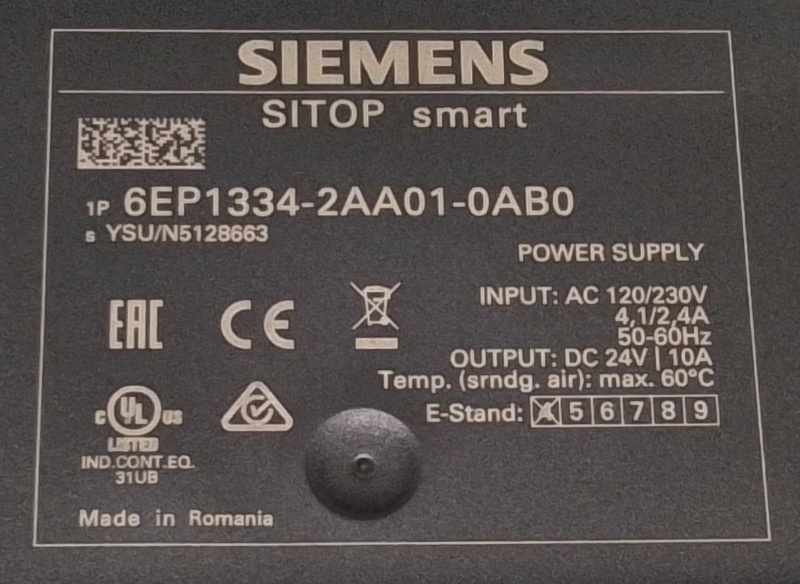 SIEMENS
SITOP smart
1P 6EP1334-2AA01-0AB0
S YSU/N5128663
POWER SUPPLY
INPUT: AC 120/230V
4,1/2,4A
50-60Hz
OUTPUT: DC 24V | 10A
Temp. (srndg. air): max. 60°C
E-Stand: 4 5 6 7 8 9
EAC CE
C UL US
LISTED
IND.CONT.EQ.
31UB
Made in Romania